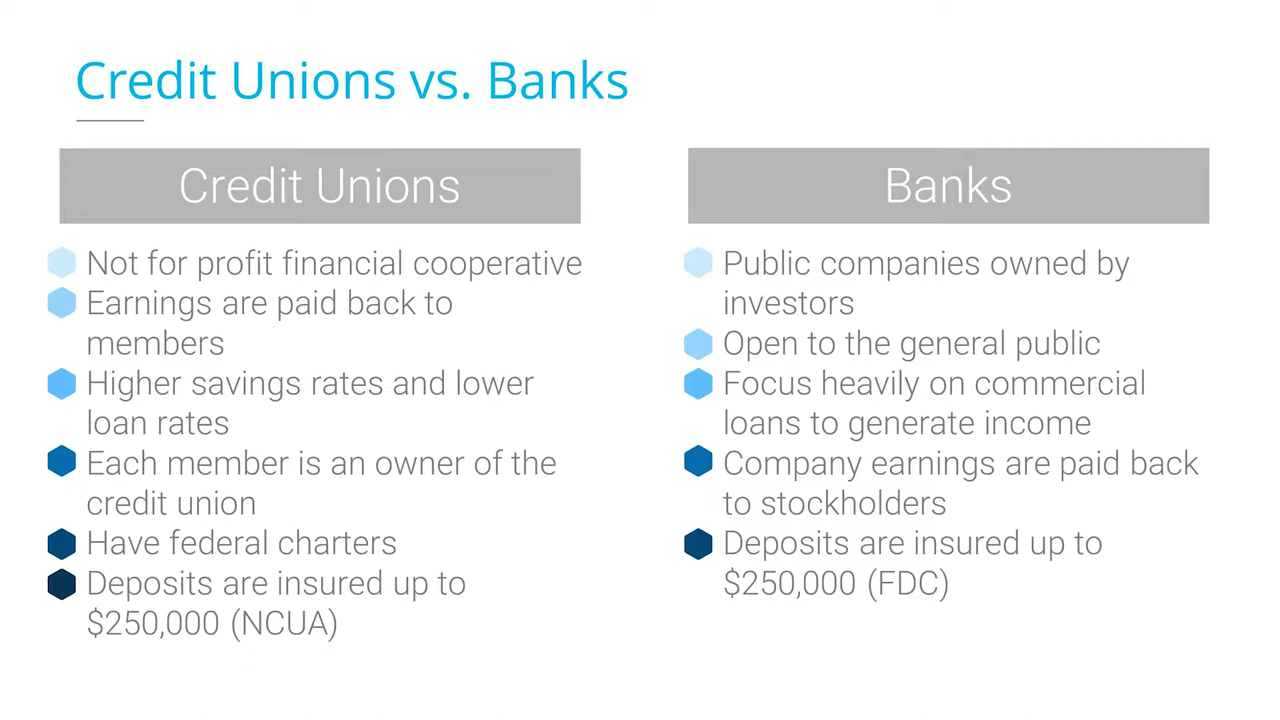 Credit Unions vs. Banks
Credit Unions
Not for profit financial cooperative
Earnings are paid back to
members
Higher savings rates and lower
loan rates
Each member is an owner of the
credit union
Have federal charters
Deposits are insured up to
$250,000 (NCUA)
Banks
Public companies owned by
investors
Open to the general public
Focus heavily on commercial
loans to generate income
Company earnings are paid back
to stockholders
Deposits are insured up to
$250,000 (FDC)